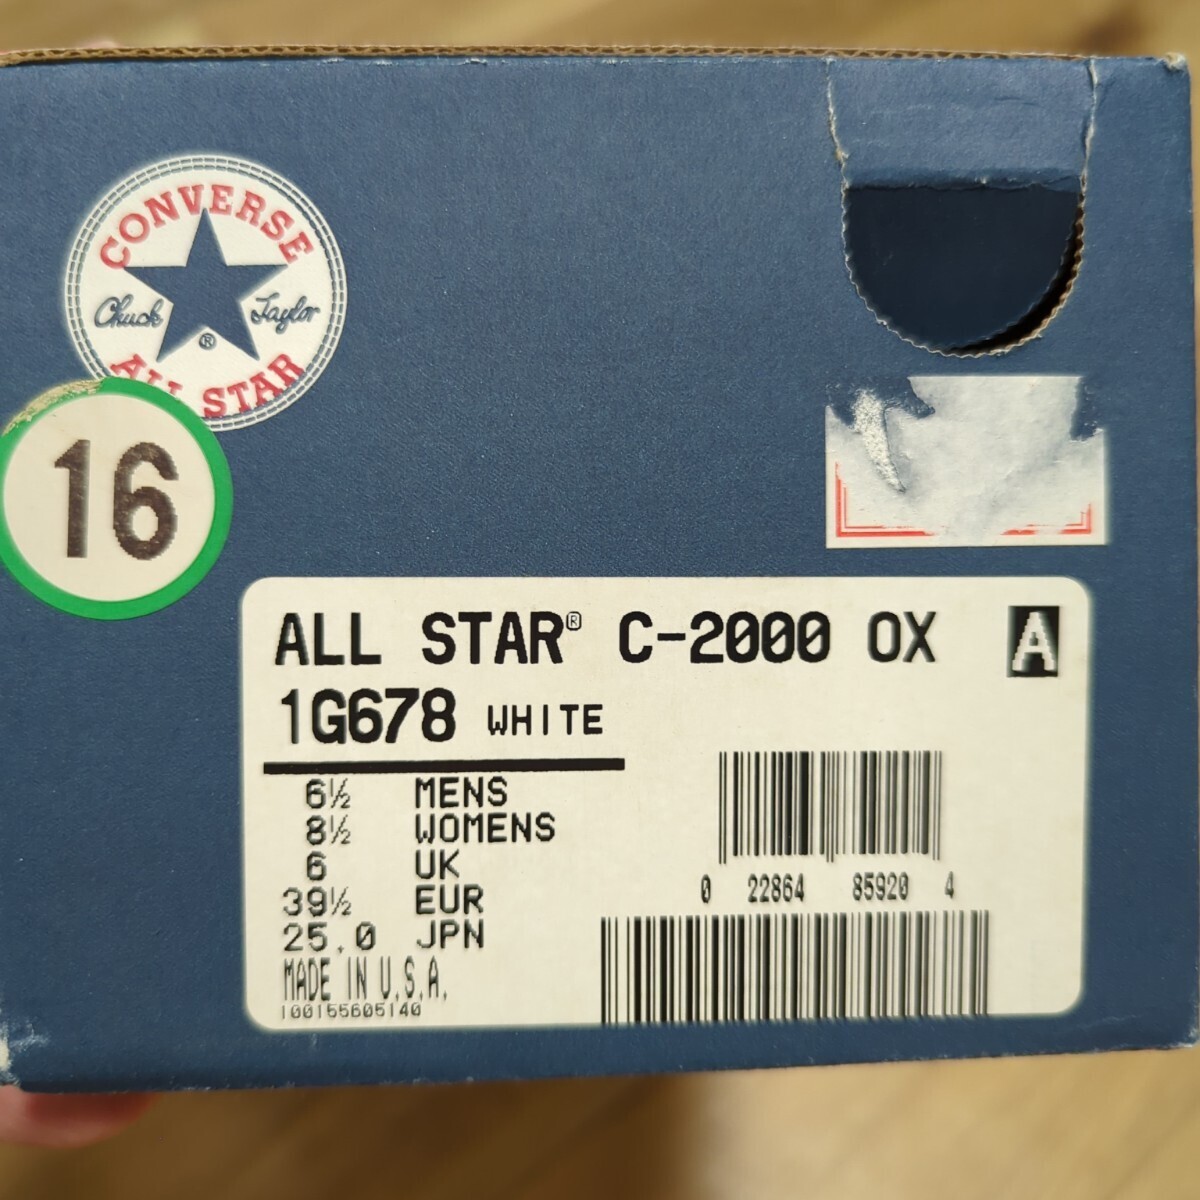 CONVERSE
Chuck Taylor
®
ALL STAR
16
ALL STAR® C-2000 OX A
1G678 WHITE
6½ MENS
8½ WOMENS
6 UK
39½ EUR
25.0 JPN
MADE IN U.S.A.
100155605140
0 22864 85920 4